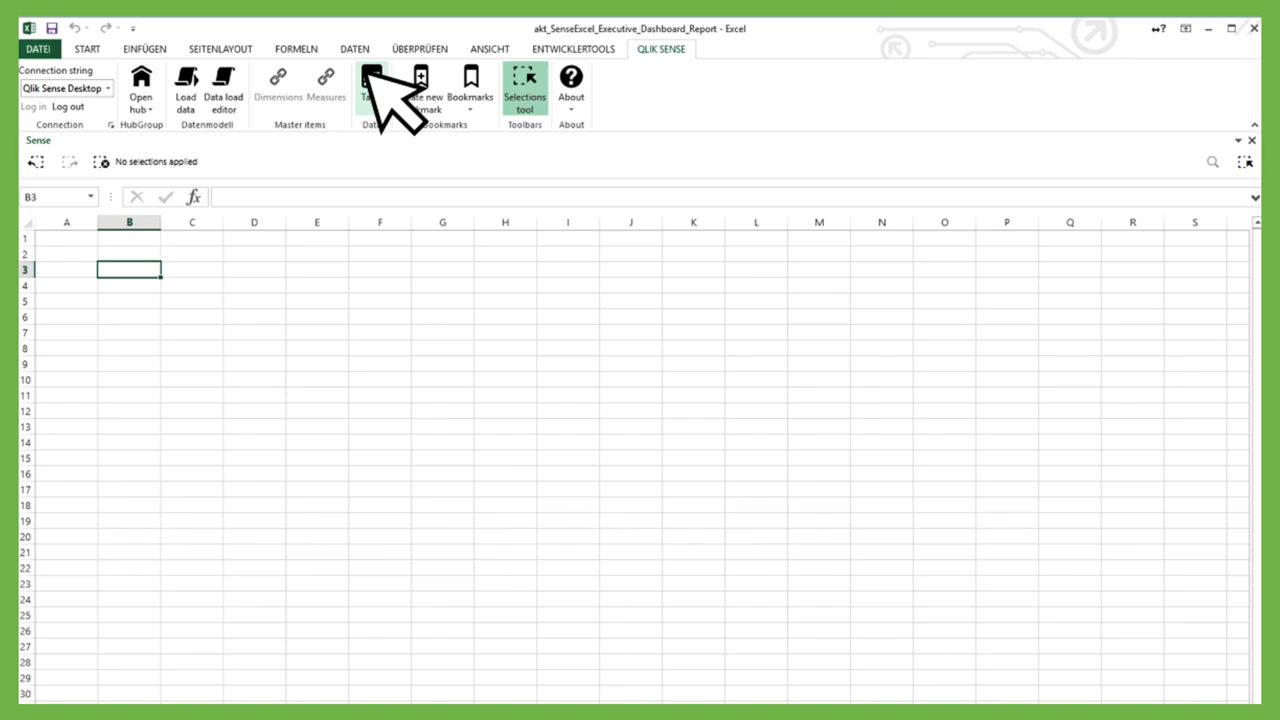 akt_SenseExcel_Executive_Dashboard_Report - Excel
DATEI START EINFÜGEN SEITENLAYOUT FORMELN DATEN ÜBERPRÜFEN ANSICHT ENTWICKLERTOOLS QLIK SENSE
Connection string
Qlik Sense Desktop
Log in Log out
Connection
Open
hub
HubGroup
Load
data
Data load
editor
Datenmodell
Dimensions Measures
Master items
new
Bookmarks
Selections
tool
Toolbars
About
About
Sense
No selections applied
B3
fx
A B C D E F G H I J K L M N O P Q R S
1
2
3
4
5
6
7
8
9
10
11
12
13
14
15
16
17
18
19
20
21
22
23
24
25
26
27
28
29
30